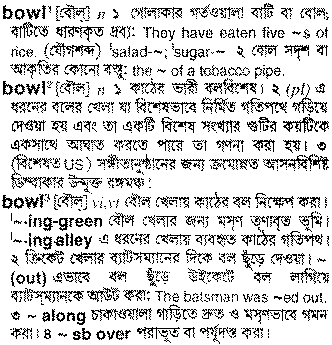 bowl¹ [বৌল্] n ১ গোলাকার গর্তওয়ালা বাটি বা বোল;
বাটিতে ধারণকৃত দ্রব্য: They have eaten five ~s of
rice. (যৌগশব্দ) ˈsalad-~; ˈsugar-~ ২ বোল সদৃশ বা
আকৃতির কোনো বস্তু: the ~ of a tobacco pipe.
bowl² [বৌল্] n ১ কাঠের ভারী বলবিশেষ। ২ (pl) এ
ধরনের বলের খেলা যা বিশেষভাবে নির্মিত গতিপথে গড়িয়ে
দেওয়া হয় এবং তা একটি বিশেষ সংখ্যার গুটির কয়টিকে
একসাথে আঘাত করতে পারে তা গণনা করা হয়। ৩
(বিশেষত US) সঙ্গীতানুষ্ঠানের জন্য ক্রমোন্নত আসনবিশিষ্ট
ডিম্বাকার উন্মুক্ত রঙ্গমঞ্চ।
bowl³ [বৌল্] vi,vt বৌল খেলায় কাঠের বল নিক্ষেপ করা।
ˈ~-ing-green বৌল খেলার জন্য মসৃণ তৃণাবৃত ভূমি।
ˈ~-ing alley এ ধরনের খেলায় ব্যবহৃত কাঠের গতিপথ।
২ ক্রিকেট খেলার ব্যাটসম্যানের দিকে বল ছুঁড়ে দেওয়া। ~
(out) এভাবে বল ছুঁড়ে উইকেটে বল লাগিয়ে
ব্যাটসম্যানকে আউট করা: The batsman was ~ed out.
৩ ~ along চাকাওয়ালা গাড়িতে দ্রুত ও মসৃণভাবে গমন
করা। ৪ ~ sb over পরাভূত বা পর্যুদস্ত করা।